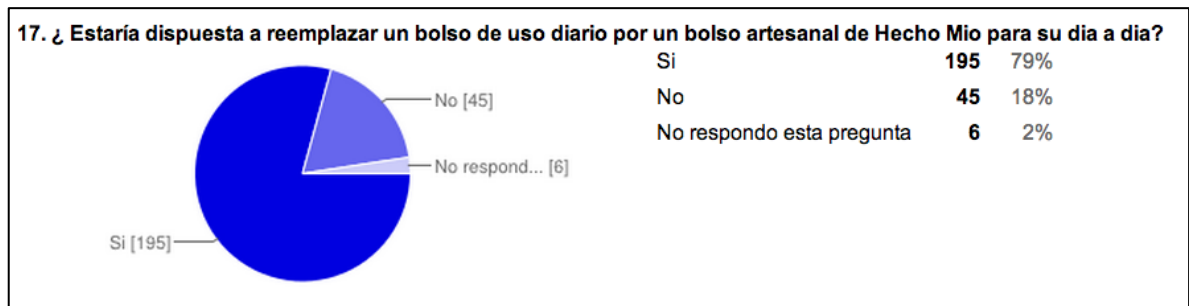 17. ¿ Estaría dispuesta a reemplazar un bolso de uso diario por un bolso artesanal de Hecho Mio para su dia a dia?
Si 195 79%
No 45 18%
No respondo esta pregunta 6 2%
No [45]
No respond... [6]
Si [195]